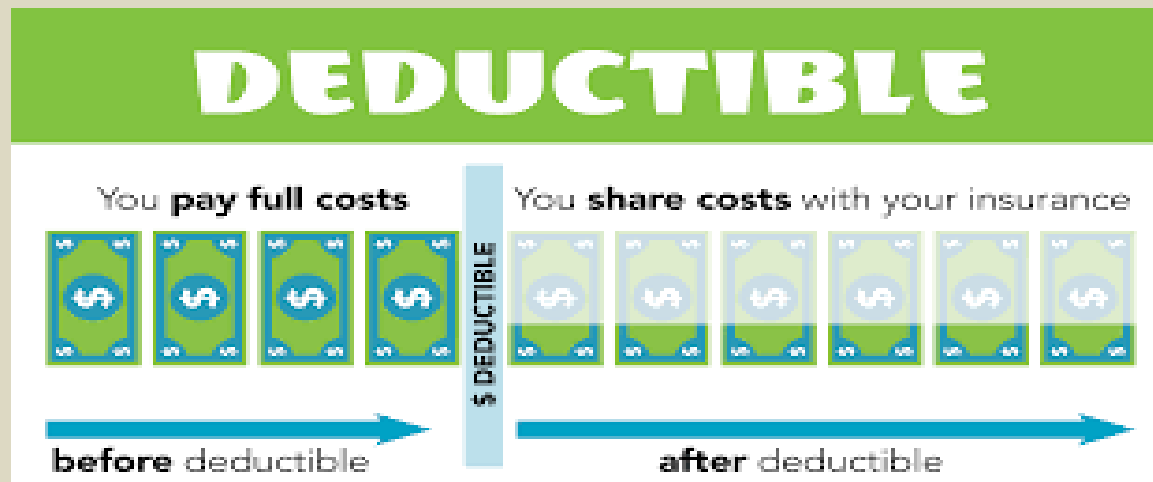 DEDUCTIBLE
You pay full costs
You share costs with your insurance
$ DEDUCTIBLE
before deductible
after deductible